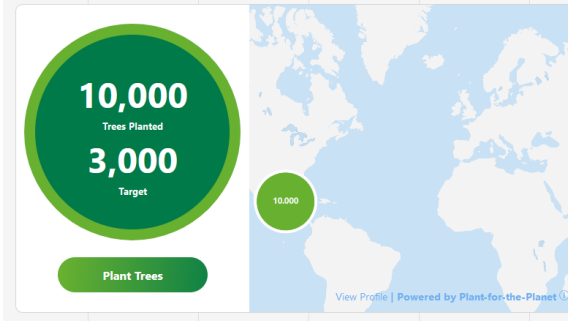 10,000
Trees Planted
3,000
Target
Plant Trees
10.000
View Profile | Powered by Plant-for-the-Planet ⓘ